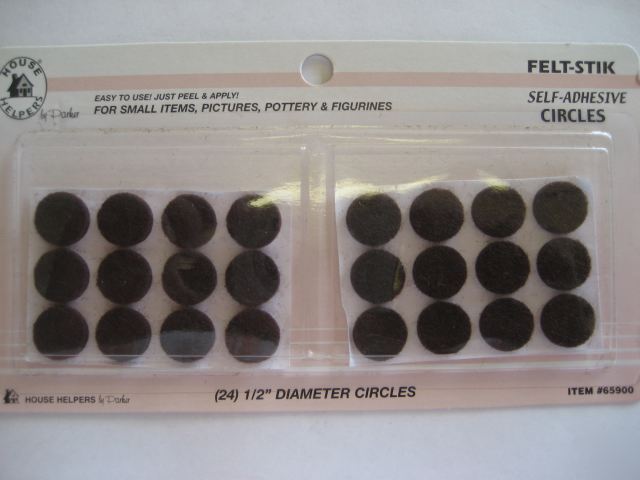 HOUSE
HELPERS
by Parker
EASY TO USE! JUST PEEL & APPLY!
FOR SMALL ITEMS, PICTURES, POTTERY & FIGURINES
FELT-STIK
SELF-ADHESIVE
CIRCLES
HOUSE HELPERS by Parker
(24) 1/2" DIAMETER CIRCLES
ITEM #65900